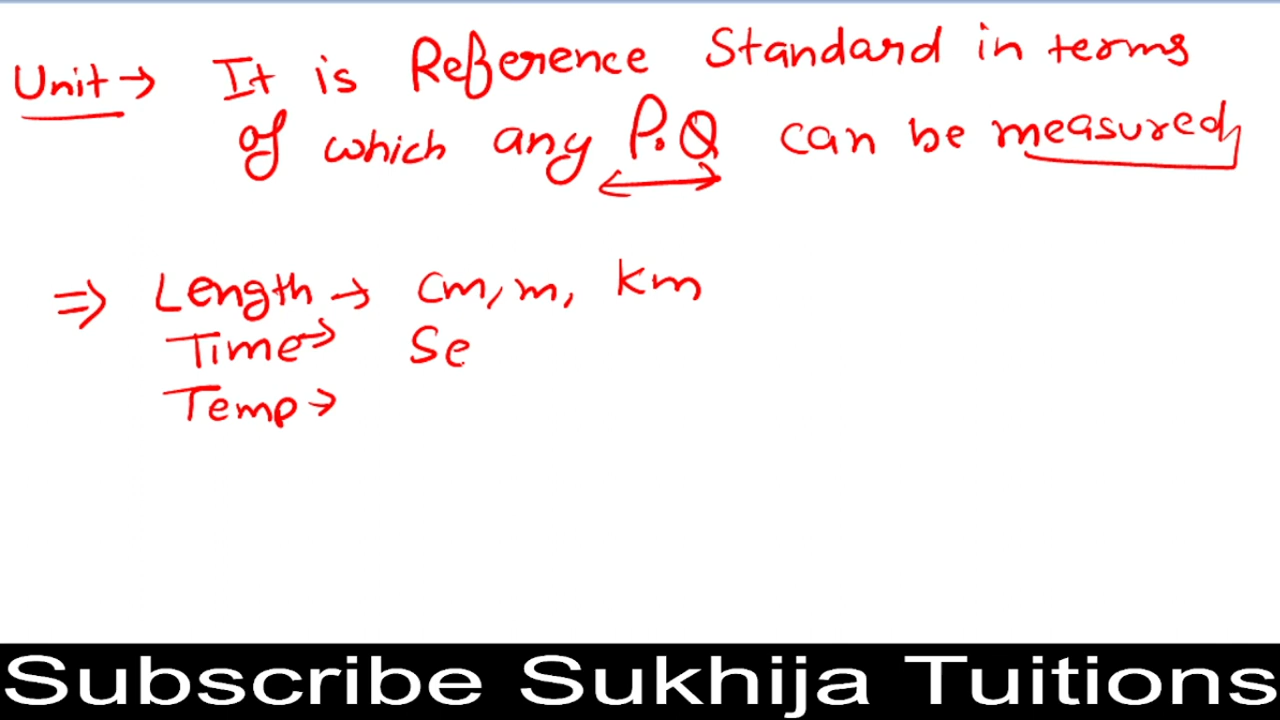 Unit → It is Reference Standard in terms
of which any P.Q can be measured
⇒ Length → cm, m, km
Time → Se
Temp →
Subscribe Sukhija Tuitions